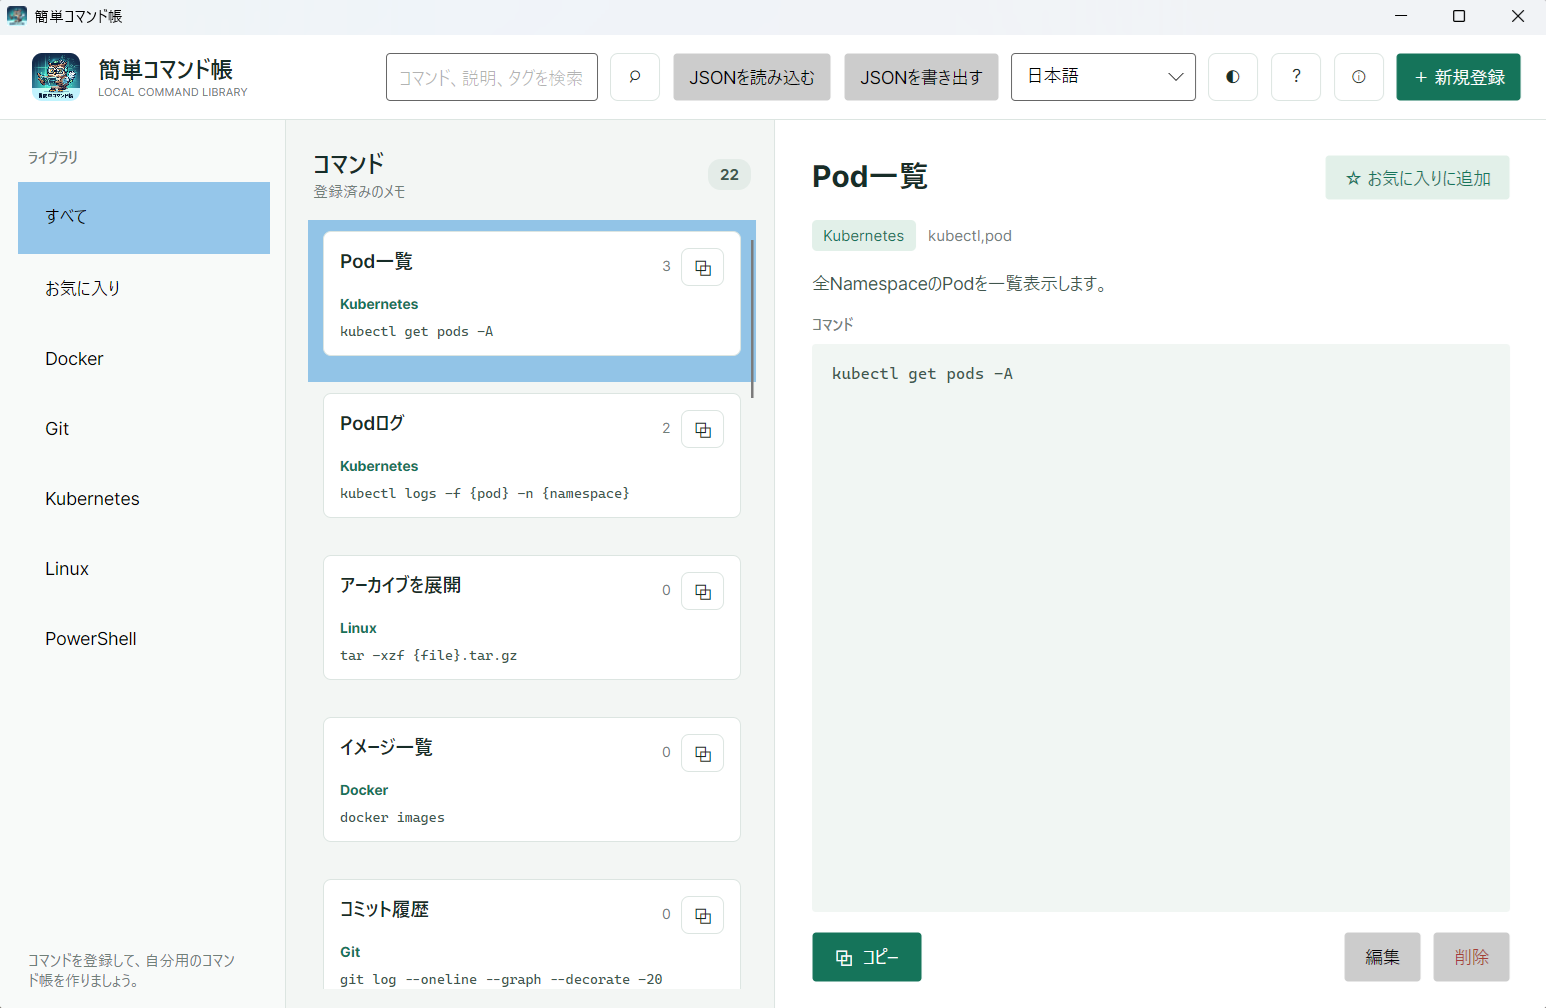 簡単コマンド帳
簡単コマンド帳
LOCAL COMMAND LIBRARY
コマンド、説明、タグを検索
JSONを読み込む
JSONを書き出す
日本語
?
+ 新規登録
ライブラリ
すべて
お気に入り
Docker
Git
Kubernetes
Linux
PowerShell
コマンドを登録して、自分用のコマン
ド帳を作りましょう。
コマンド
登録済みのメモ
22
Pod一覧
3
Kubernetes
kubectl get pods -A
Podログ
2
Kubernetes
kubectl logs -f {pod} -n {namespace}
アーカイブを展開
0
Linux
tar -xzf {file}.tar.gz
イメージ一覧
0
Docker
docker images
コミット履歴
0
Git
git log --oneline --graph --decorate -20
Pod一覧
☆ お気に入りに追加
Kubernetes
kubectl,pod
全NamespaceのPodを一覧表示します。
コマンド
kubectl get pods -A
コピー
編集
削除